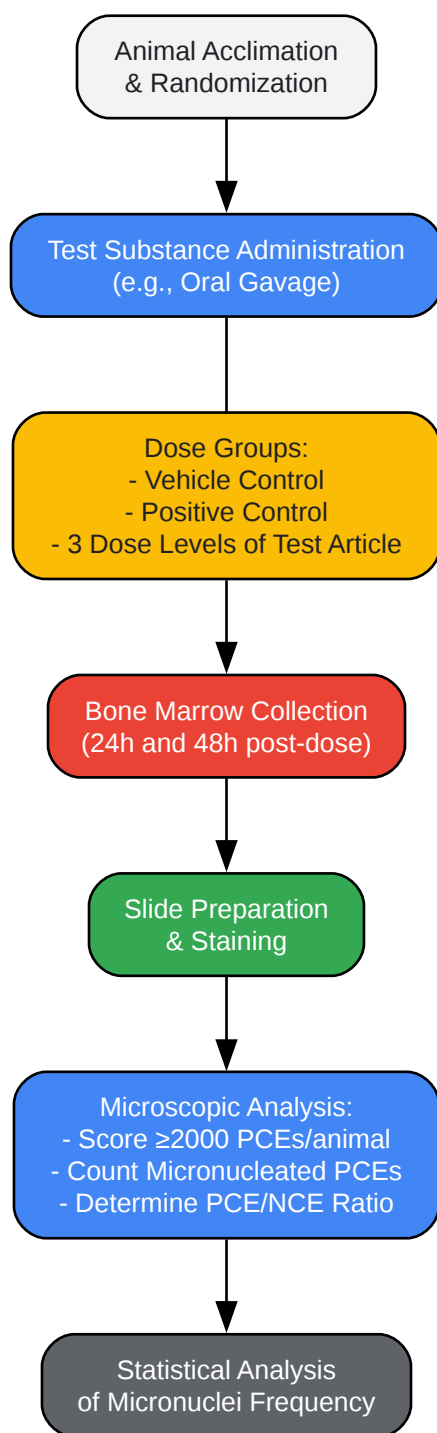 Animal Acclimation
& Randomization
Test Substance Administration
(e.g., Oral Gavage)
Dose Groups:
- Vehicle Control
- Positive Control
- 3 Dose Levels of Test Article
Bone Marrow Collection
(24h and 48h post-dose)
Slide Preparation
& Staining
Microscopic Analysis:
- Score ≥2000 PCEs/animal
- Count Micronucleated PCEs
- Determine PCE/NCE Ratio
Statistical Analysis
of Micronuclei Frequency